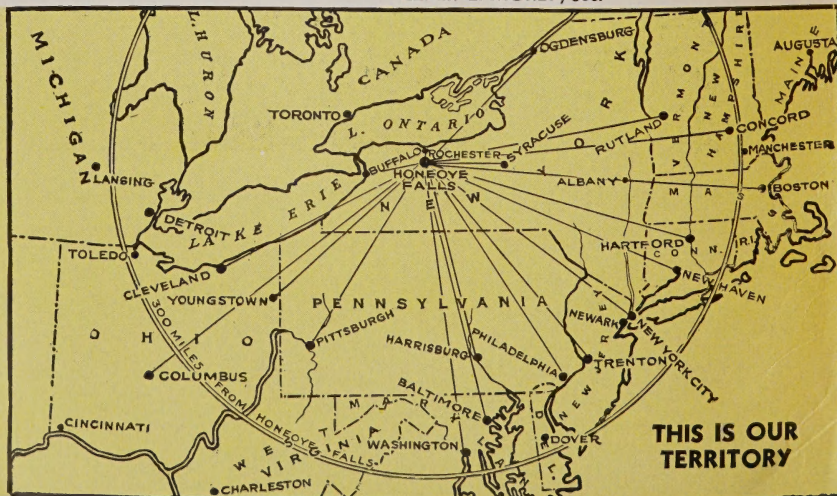 MICHIGAN
L. HURON
CANADA
OGDENSBURG
AUGUSTA
MAINE
VERMONT
NEW HAMPSHIRE
TORONTO
L. ONTARIO
SYRACUSE
RUTLAND
CONCORD
MANCHESTER
BUFFALO
ROCHESTER
HONEOYE
FALLS
NEW YORK
ALBANY
MASS
BOSTON
LANSING
DETROIT
LAKE ERIE
TOLEDO
CLEVELAND
YOUNGSTOWN
HARTFORD
CONN.
R.I.
NEW HAVEN
PENNSYLVANIA
OHIO
PITTSBURGH
HARRISBURG
PHILADELPHIA
NEWARK
NEW YORK CITY
TRENTON
NEW JERSEY
COLUMBUS
300 MILES FROM HONEOYE FALLS
BALTIMORE
MARYLAND
CINCINNATI
WEST
VIRGINIA
WASHINGTON
DEL.
DOVER
CHARLESTON
THIS IS OUR
TERRITORY